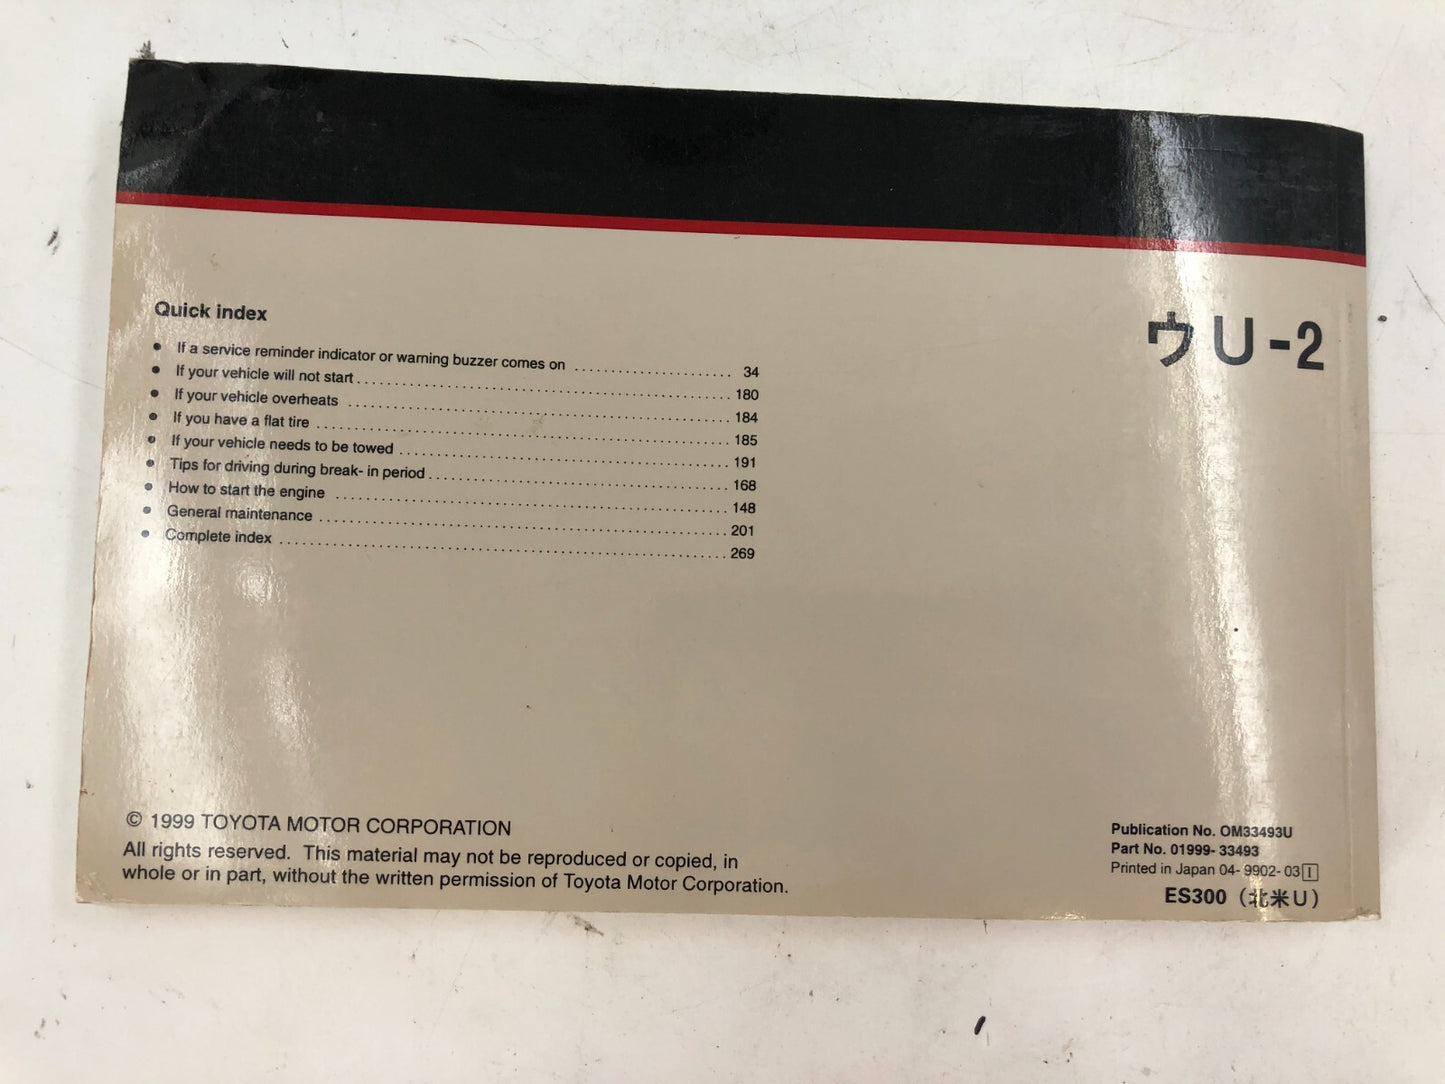 Quick index
• If a service reminder indicator or warning buzzer comes on ........................ 34
• If your vehicle will not start ........................ 180
• If your vehicle overheats ........................ 184
• If you have a flat tire ........................ 185
• If your vehicle needs to be towed ........................ 191
• Tips for driving during break- in period ........................ 168
• How to start the engine ........................ 148
• General maintenance ........................ 201
• Complete index ........................ 269
ウU-2
© 1999 TOYOTA MOTOR CORPORATION
All rights reserved. This material may not be reproduced or copied, in
whole or in part, without the written permission of Toyota Motor Corporation.
Publication No. OM33493U
Part No. 01999- 33493
Printed in Japan 04- 9902- 03 I
ES300 (北米U)